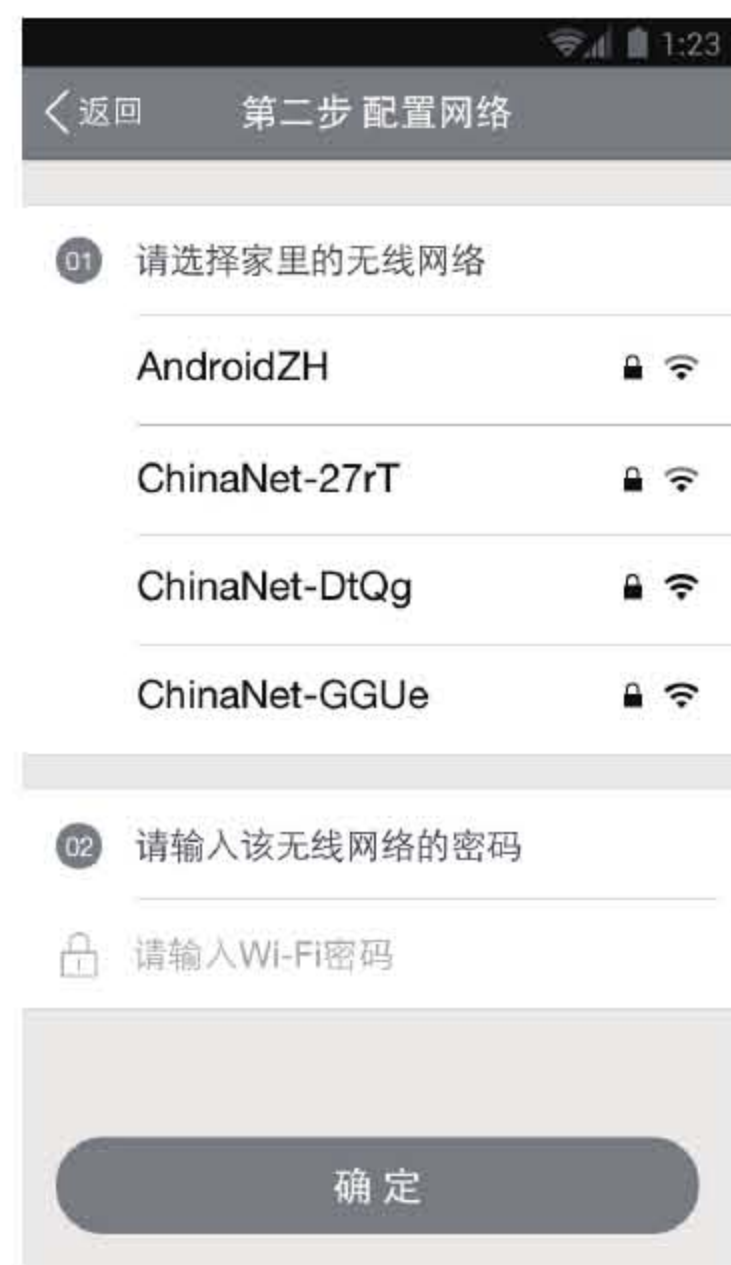 1:23
返回 第二步 配置网络
01 请选择家里的无线网络
AndroidZH
ChinaNet-27rT
ChinaNet-DtQg
ChinaNet-GGUe
02 请输入该无线网络的密码
请输入Wi-Fi密码
确 定